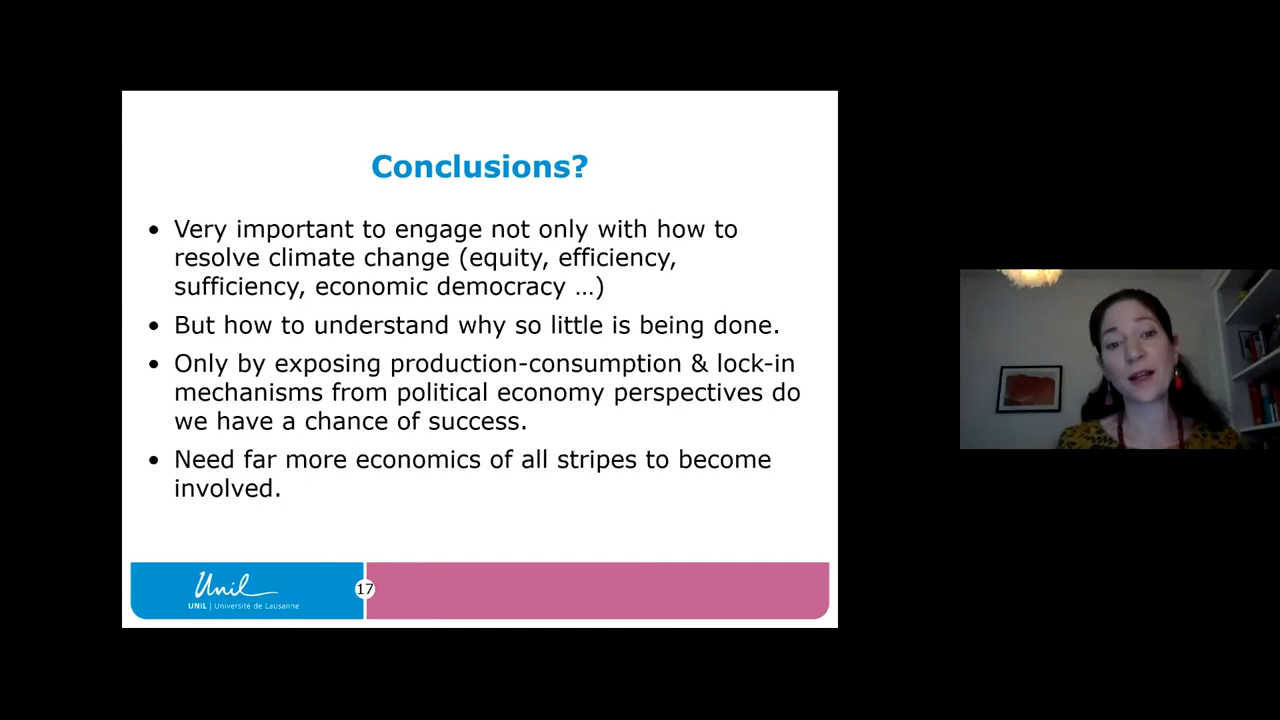 Conclusions?
• Very important to engage not only with how to
resolve climate change (equity, efficiency,
sufficiency, economic democracy …)
• But how to understand why so little is being done.
• Only by exposing production-consumption & lock-in
mechanisms from political economy perspectives do
we have a chance of success.
• Need far more economics of all stripes to become
involved.
Unil
UNIL | Université de Lausanne
17